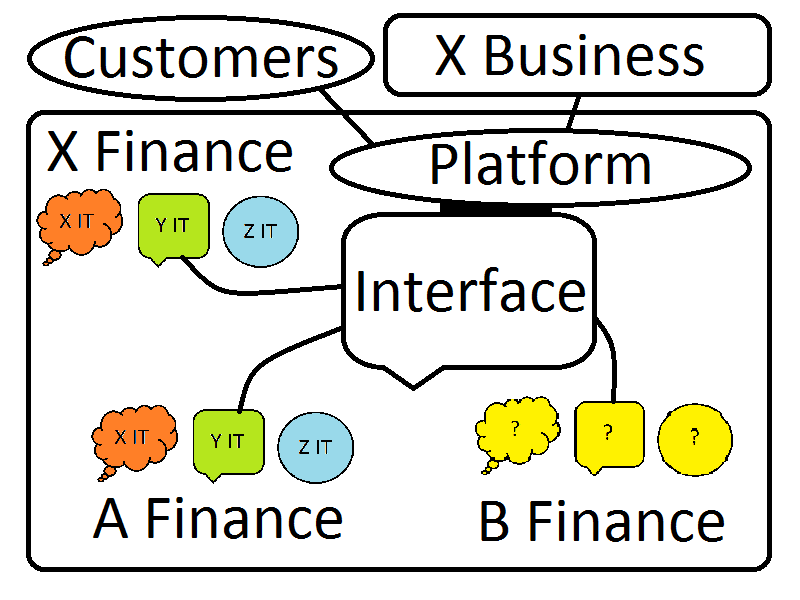 Customers
X Business
X Finance
Platform
X IT
Y IT
Z IT
Interface
X IT
Y IT
Z IT
?
?
?
A Finance
B Finance